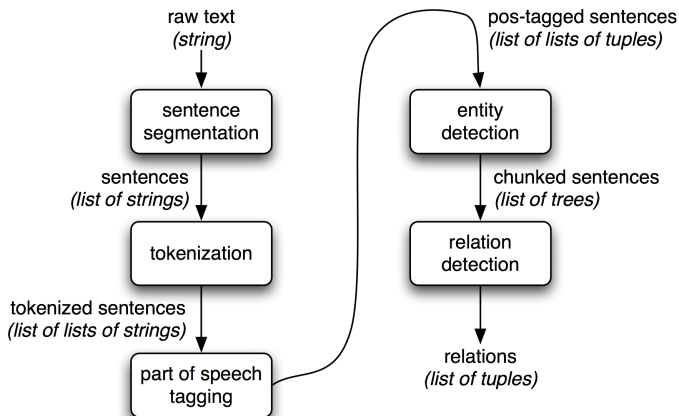 raw text
(string)
sentence
segmentation
sentences
(list of strings)
tokenization
tokenized sentences
(list of lists of strings)
part of speech
tagging
pos-tagged sentences
(list of lists of tuples)
entity
detection
chunked sentences
(list of trees)
relation
detection
relations
(list of tuples)